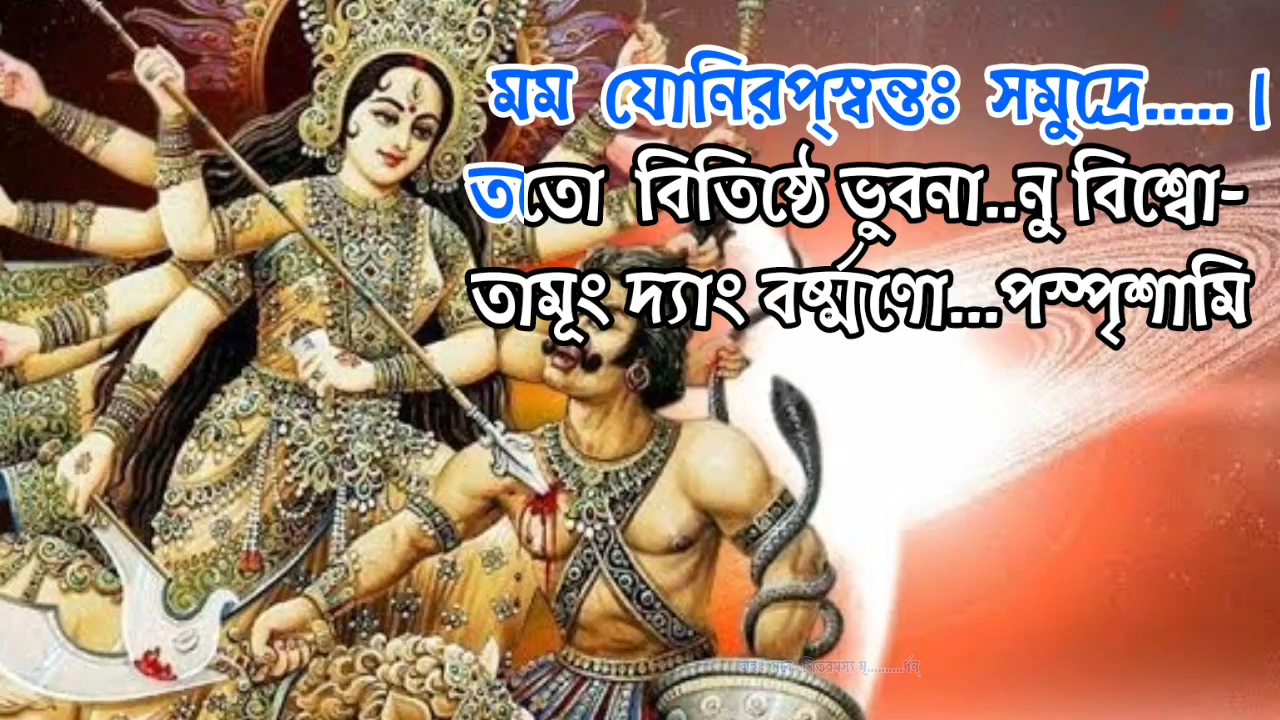 মম যোনিরপ্স্বন্তঃ সমুদ্রে.....।
ততো বিতিষ্ঠে ভুবনা..নু বিশ্বো-
তামূং দ্যাং বর্ষ্মণো...পস্পৃশামি